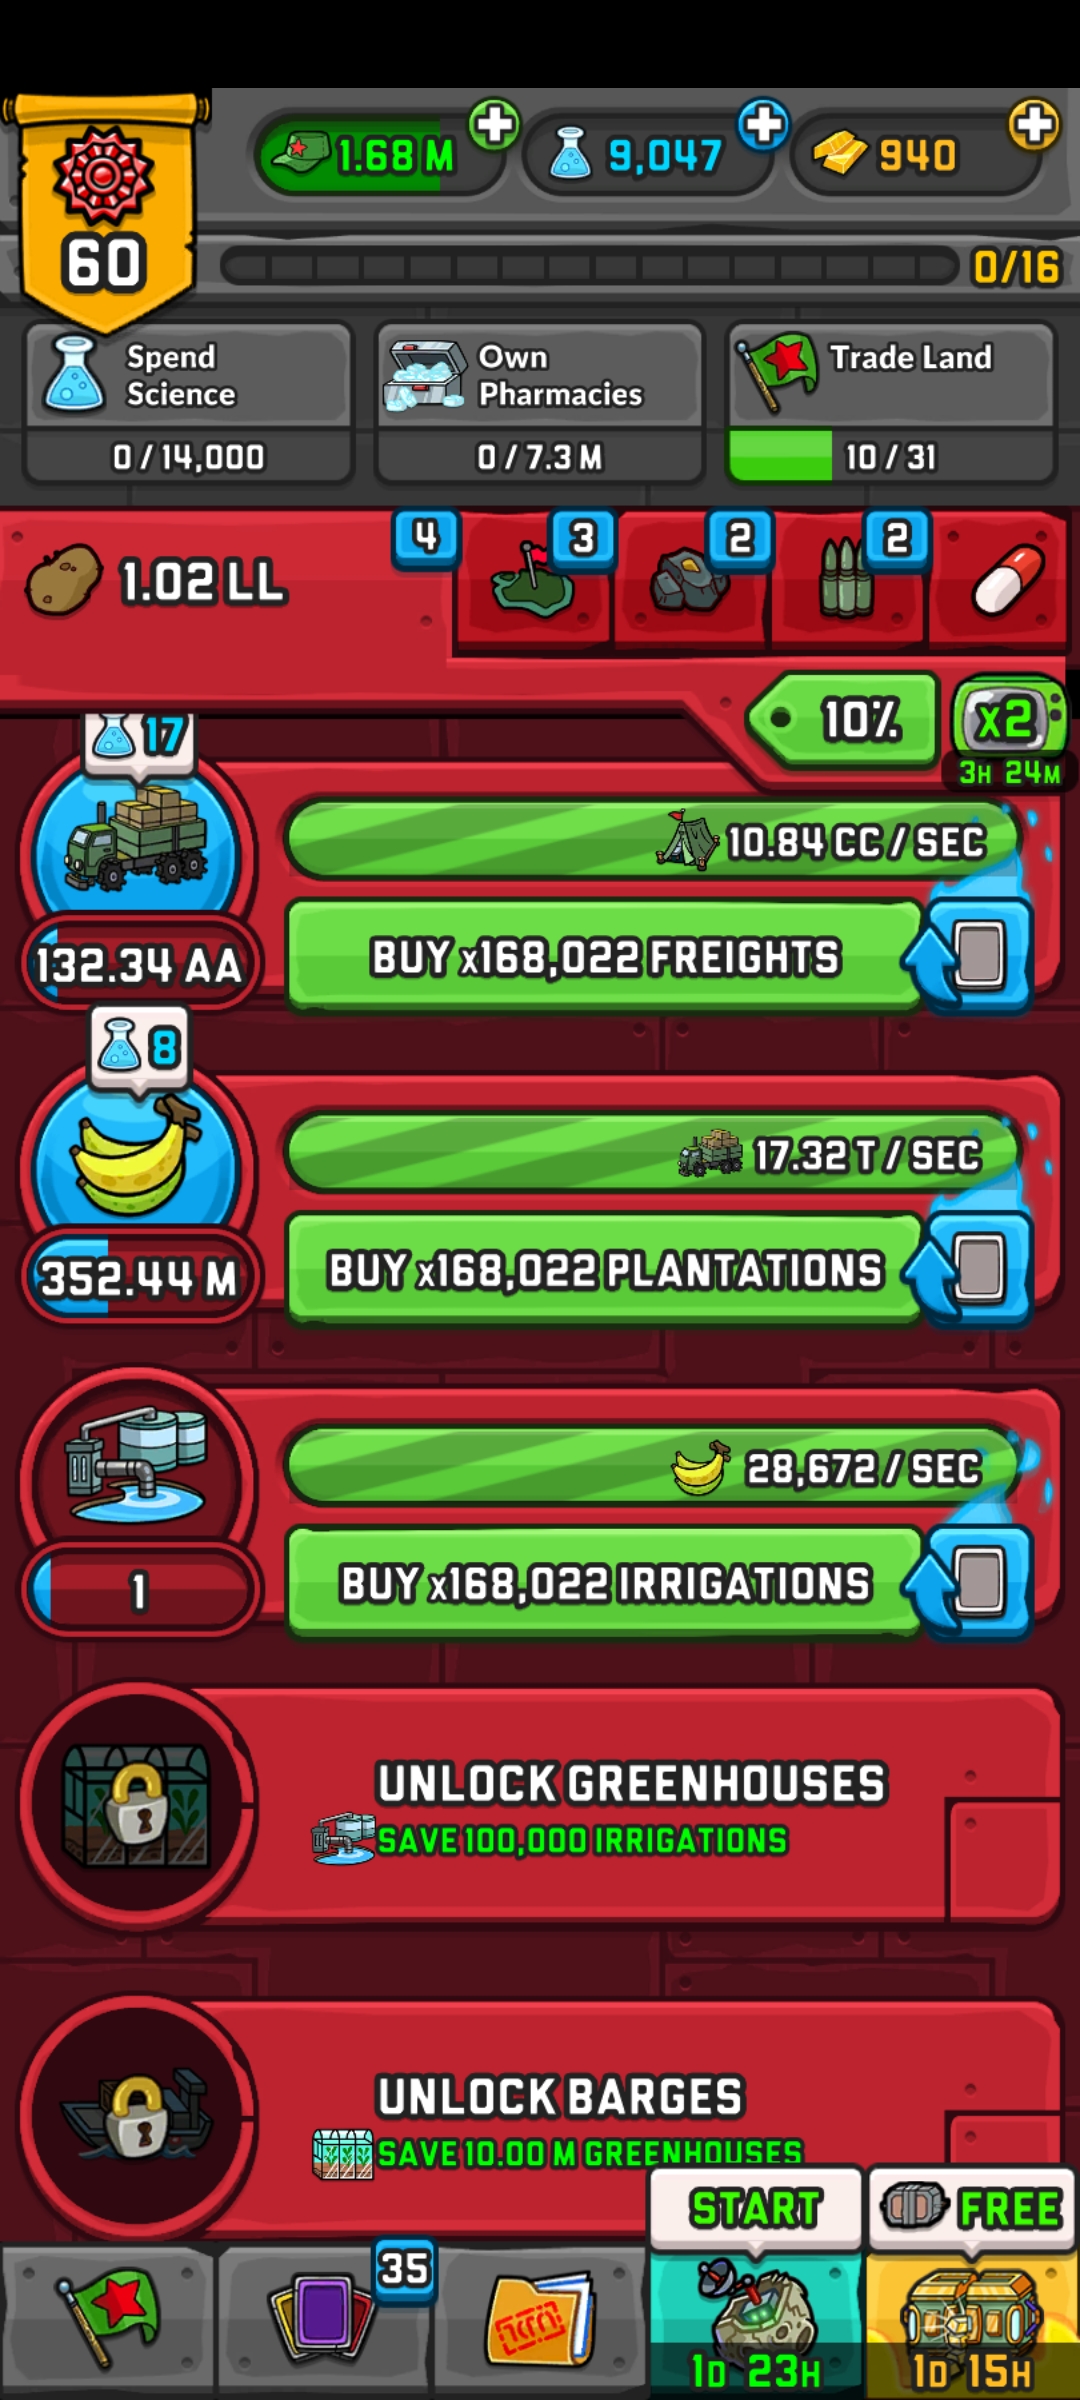 1.68 M
9,047
940
60
0/16
Spend
Science
Own
Pharmacies
Trade Land
0 / 14,000
0 / 7.3 M
10 / 31
4
3
2
2
1.02 LL
10%
x2
3H 24M
17
10.84 CC / SEC
132.34 AA
BUY x168,022 FREIGHTS
8
17.32 T / SEC
352.44 M
BUY x168,022 PLANTATIONS
28,672 / SEC
1
BUY x168,022 IRRIGATIONS
UNLOCK GREENHOUSES
SAVE 100,000 IRRIGATIONS
UNLOCK BARGES
SAVE 10.00 M GREENHOUSES
START
FREE
35
1D 23H
1D 15H